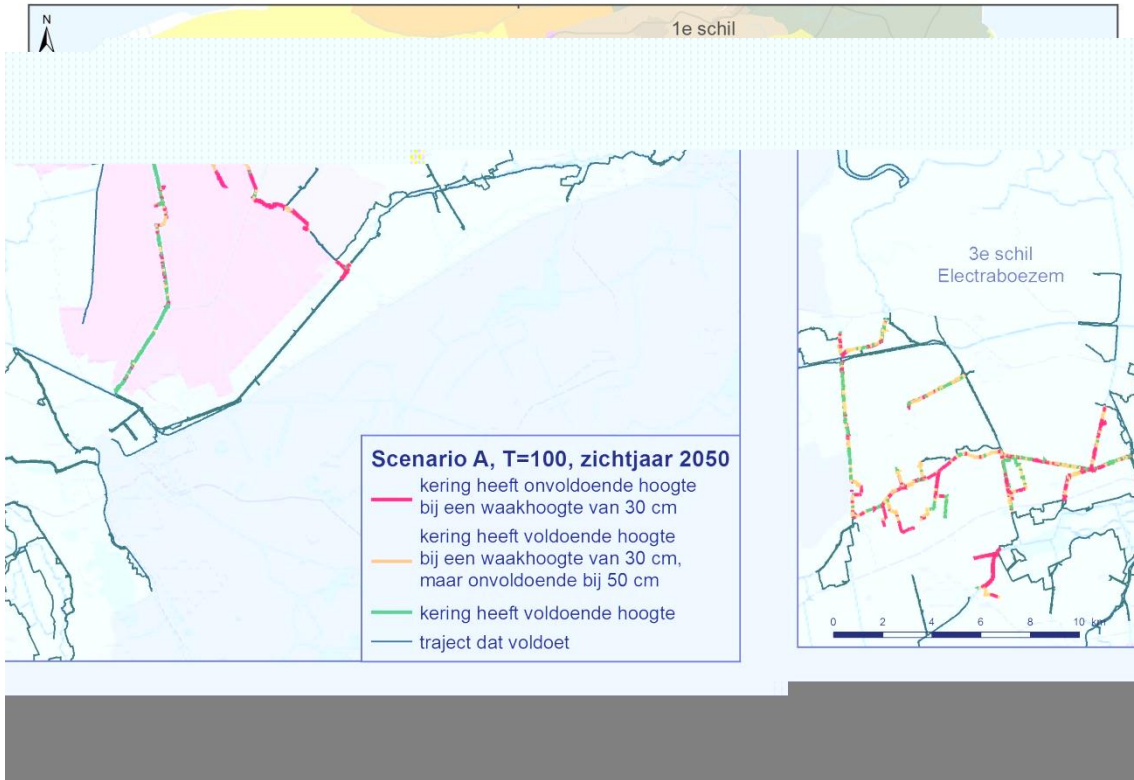 N
1e schil
3e schil
Electraboezem
Scenario A, T=100, zichtjaar 2050
kering heeft onvoldoende hoogte
bij een waakhoogte van 30 cm
kering heeft voldoende hoogte
bij een waakhoogte van 30 cm,
maar onvoldoende bij 50 cm
kering heeft voldoende hoogte
traject dat voldoet
0 2 4 6 8 10 km